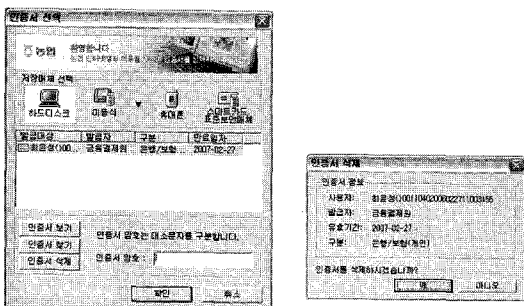 인증서 선택
농협 환영합니다
저장매체 선택
하드디스크 이동식 휴대폰 스마트카드
발급대상 발급자 구분 만료일자
금융결제원 은행/보험... 2007-02-27
인증서 보기
인증서 찾기
인증서 삭제
인증서 암호는 대소문자를 구분합니다.
인증서 암호 :
확인 취소
인증서 삭제
인증서 정보
사용자:
발급자: 금융결제원
유효기간: 2007-02-27
구분: 은행/보험(개인)
인증서를 삭제하시겠습니까?
예 아니오